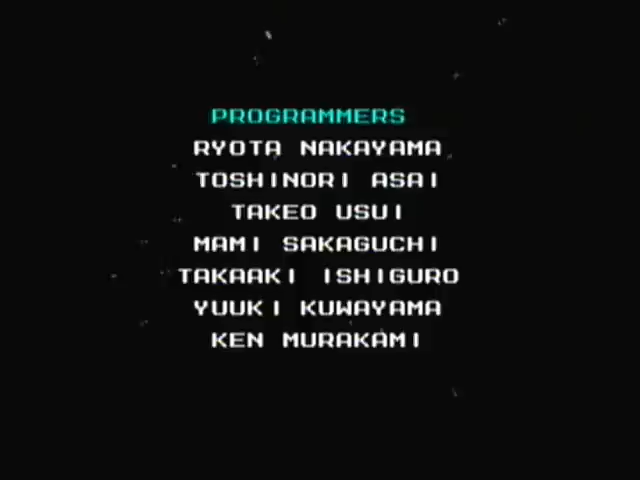 PROGRAMMERS
RYOTA NAKAYAMA
TOSHINORI ASAI
TAKEO USUI
MAMI SAKAGUCHI
TAKAAKI ISHIGURO
YUUKI KUWAYAMA
KEN MURAKAMI